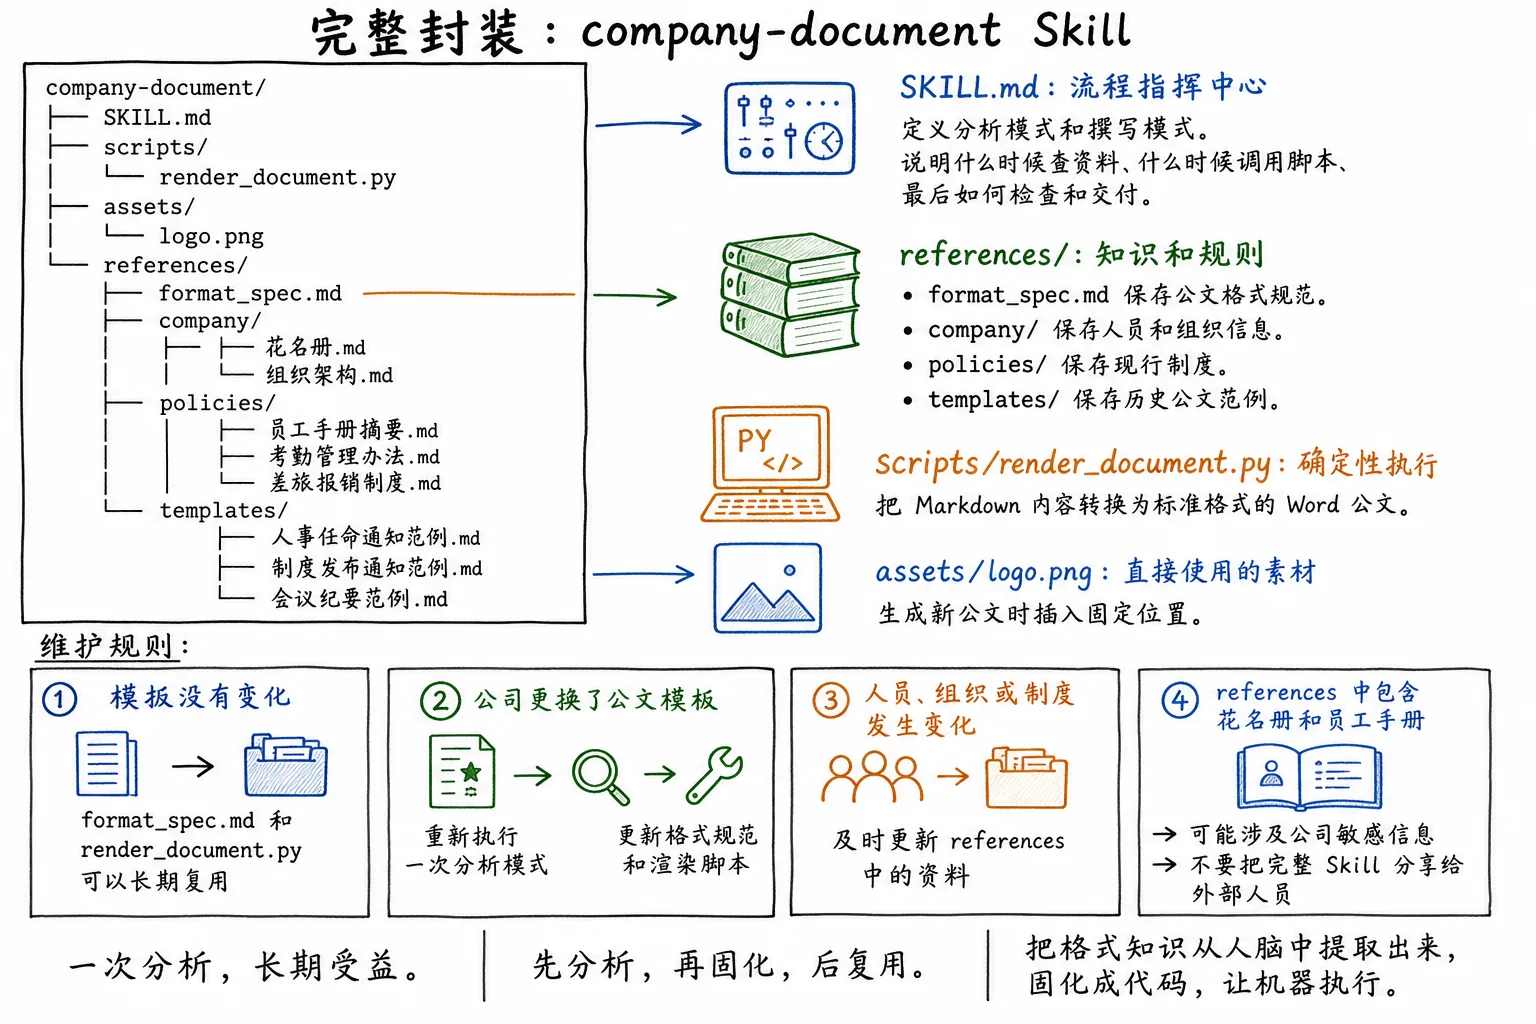 完整封装：company-document Skill
company-document/
├── SKILL.md
├── scripts/
│   └── render_document.py
├── assets/
│   └── logo.png
└── references/
├── format_spec.md
├── company/
│   ├── ├── 花名册.md
│   │   └── 组织架构.md
├── policies/
│   │   ├── 员工手册摘要.md
│   │   ├── 考勤管理办法.md
│   │   └── 差旅报销制度.md
└── templates/
├── 人事任命通知范例.md
├── 制度发布通知范例.md
└── 会议纪要范例.md
SKILL.md：流程指挥中心
定义分析模式和撰写模式。
说明什么时候查资料、什么时候调用脚本、
最后如何检查和交付。
references/：知识和规则
• format_spec.md 保存公文格式规范。
• company/ 保存人员和组织信息。
• policies/ 保存现行制度。
• templates/ 保存历史公文范例。
PY
</>
scripts/render_document.py：确定性执行
把 Markdown 内容转换为标准格式的 Word 公文。
assets/logo.png：直接使用的素材
生成新公文时插入固定位置。
维护规则：
① 模板没有变化
format_spec.md 和
render_document.py
可以长期复用
② 公司更换了公文模板
重新执行
一次分析模式
更新格式规范
和渲染脚本
③ 人员、组织或制度
发生变化
及时更新 references
中的资料
④ references 中包含
花名册和员工手册
→ 可能涉及公司敏感信息
→ 不要把完整 Skill 分享给
外部人员
一次分析，长期受益。
先分析，再固化，后复用。
把格式知识从人脑中提取出来，
固化成代码，让机器执行。